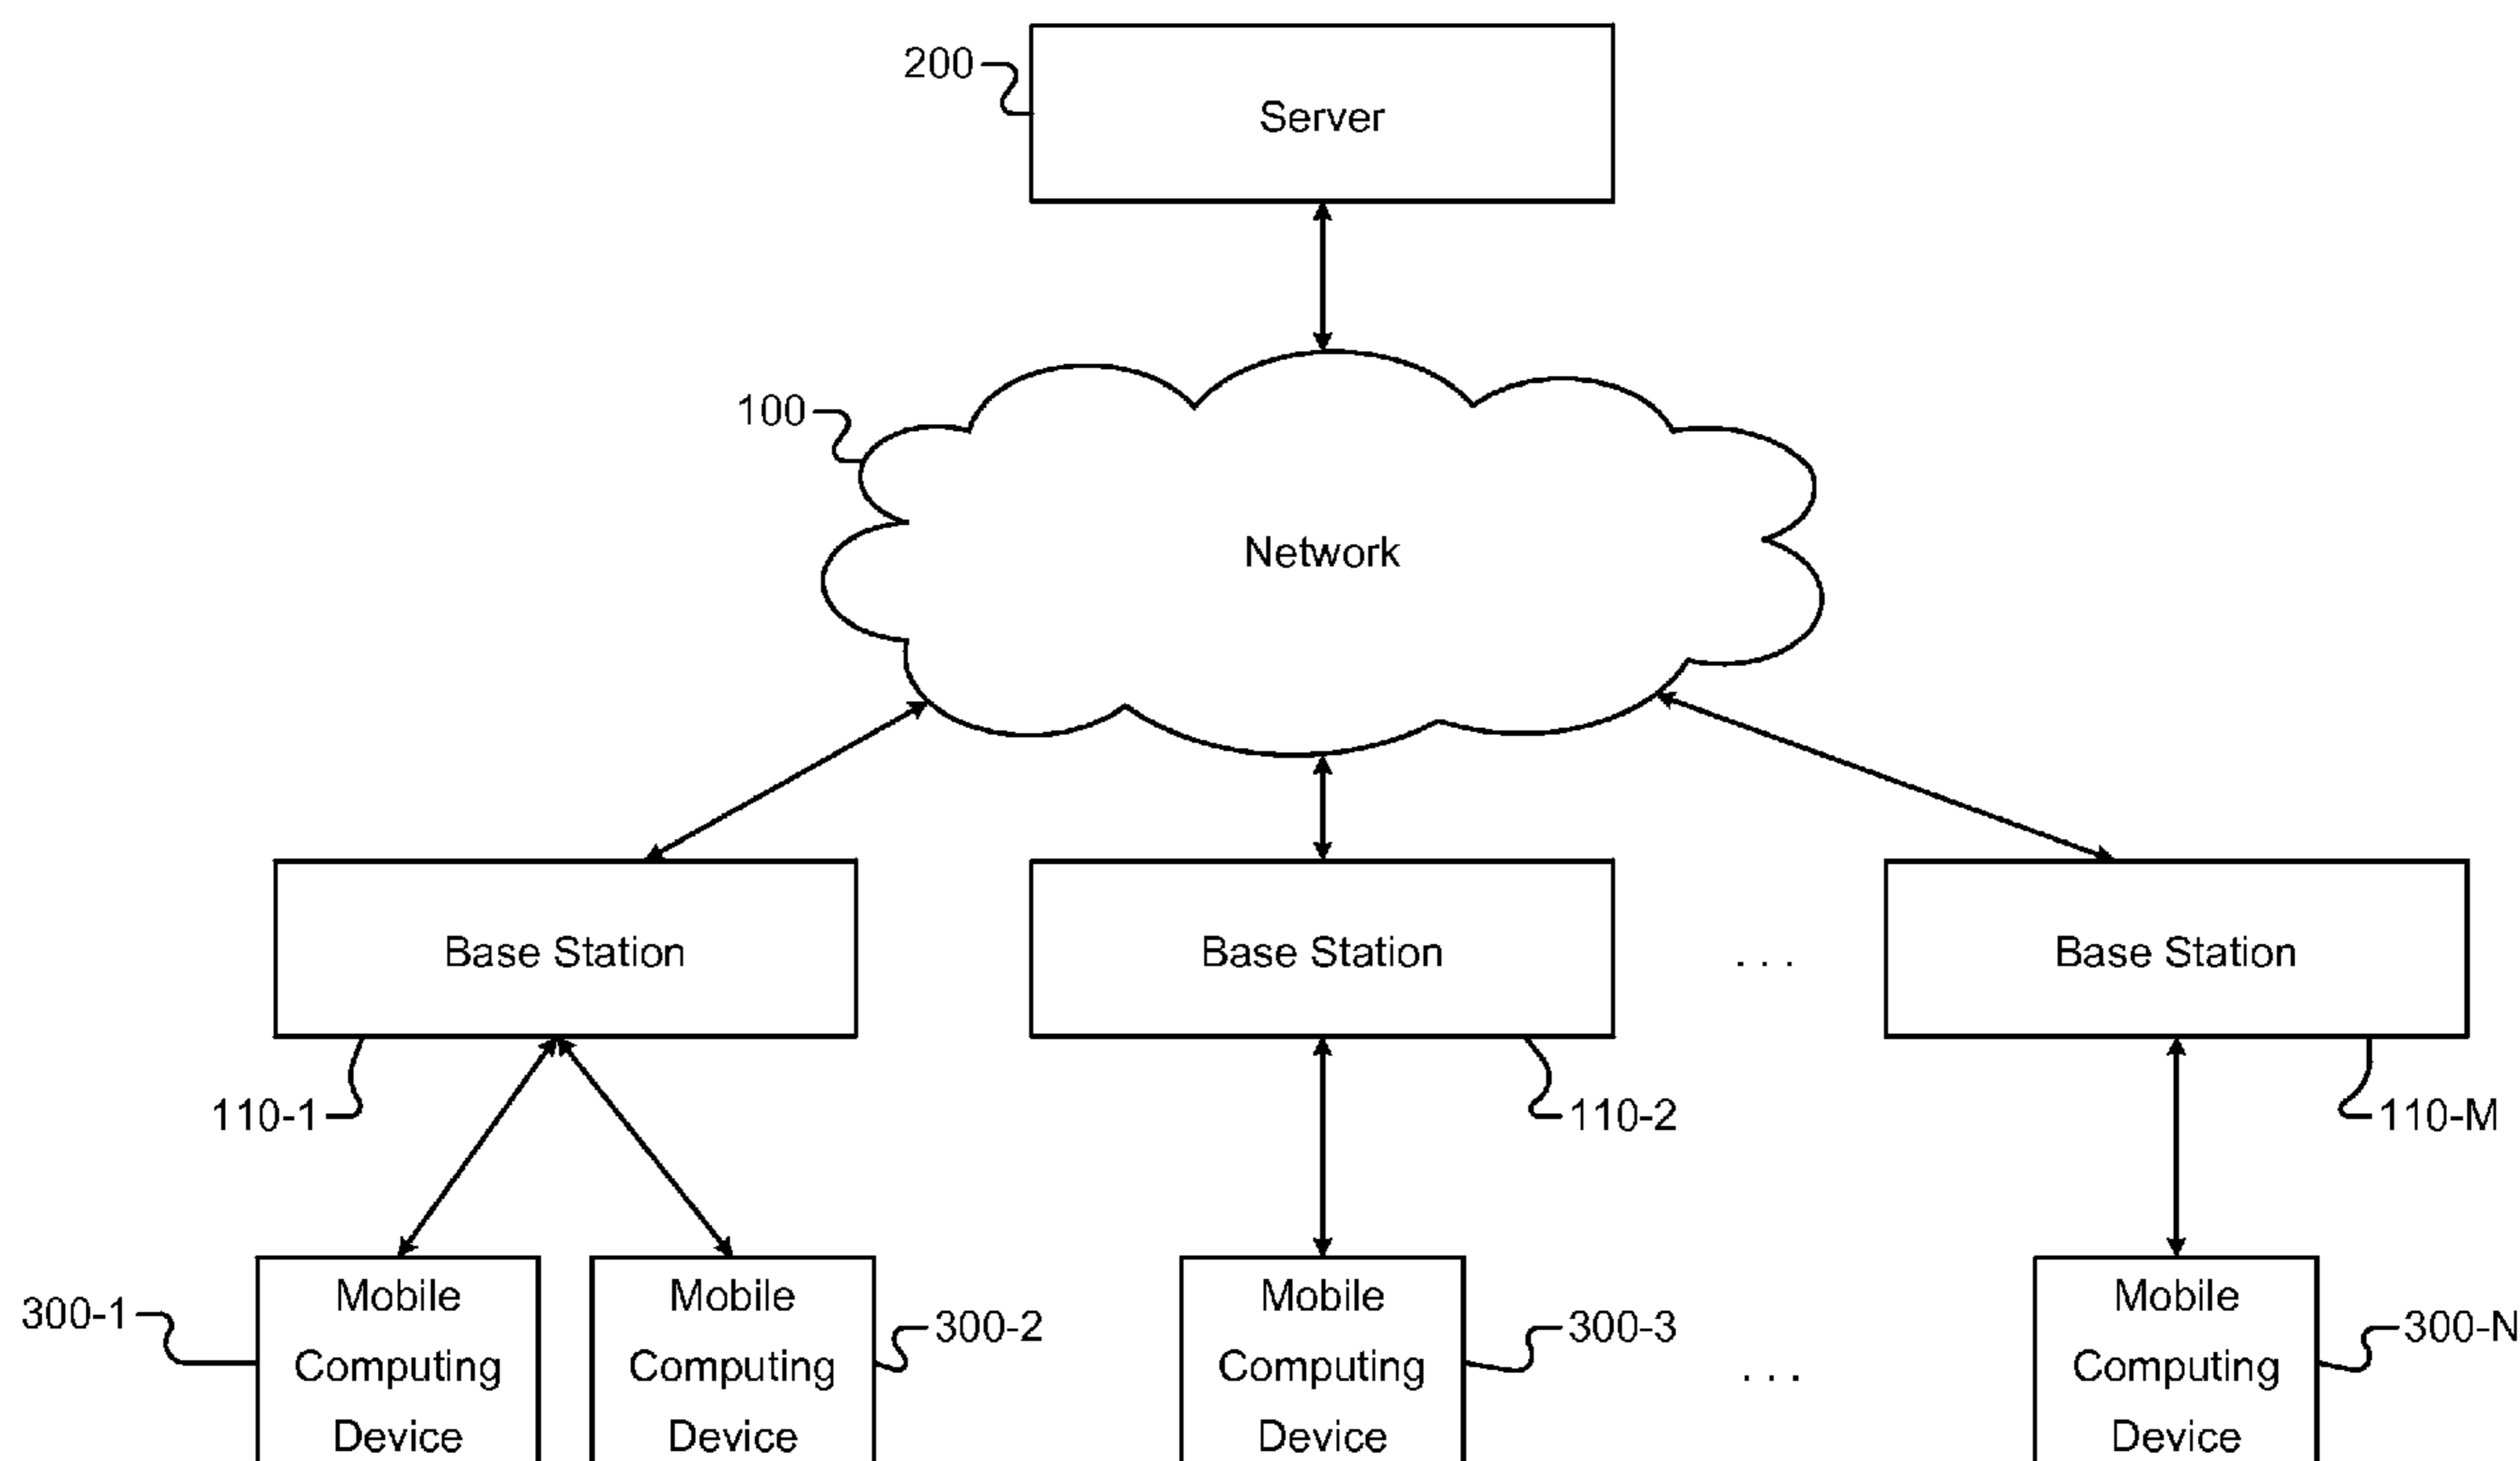 200
Server
100
Network
Base Station
Base Station
. . .
Base Station
110-1
110-2
110-M
300-1
Mobile
Computing
Device
Mobile
Computing
Device
300-2
Mobile
Computing
Device
300-3
. . .
Mobile
Computing
Device
300-N